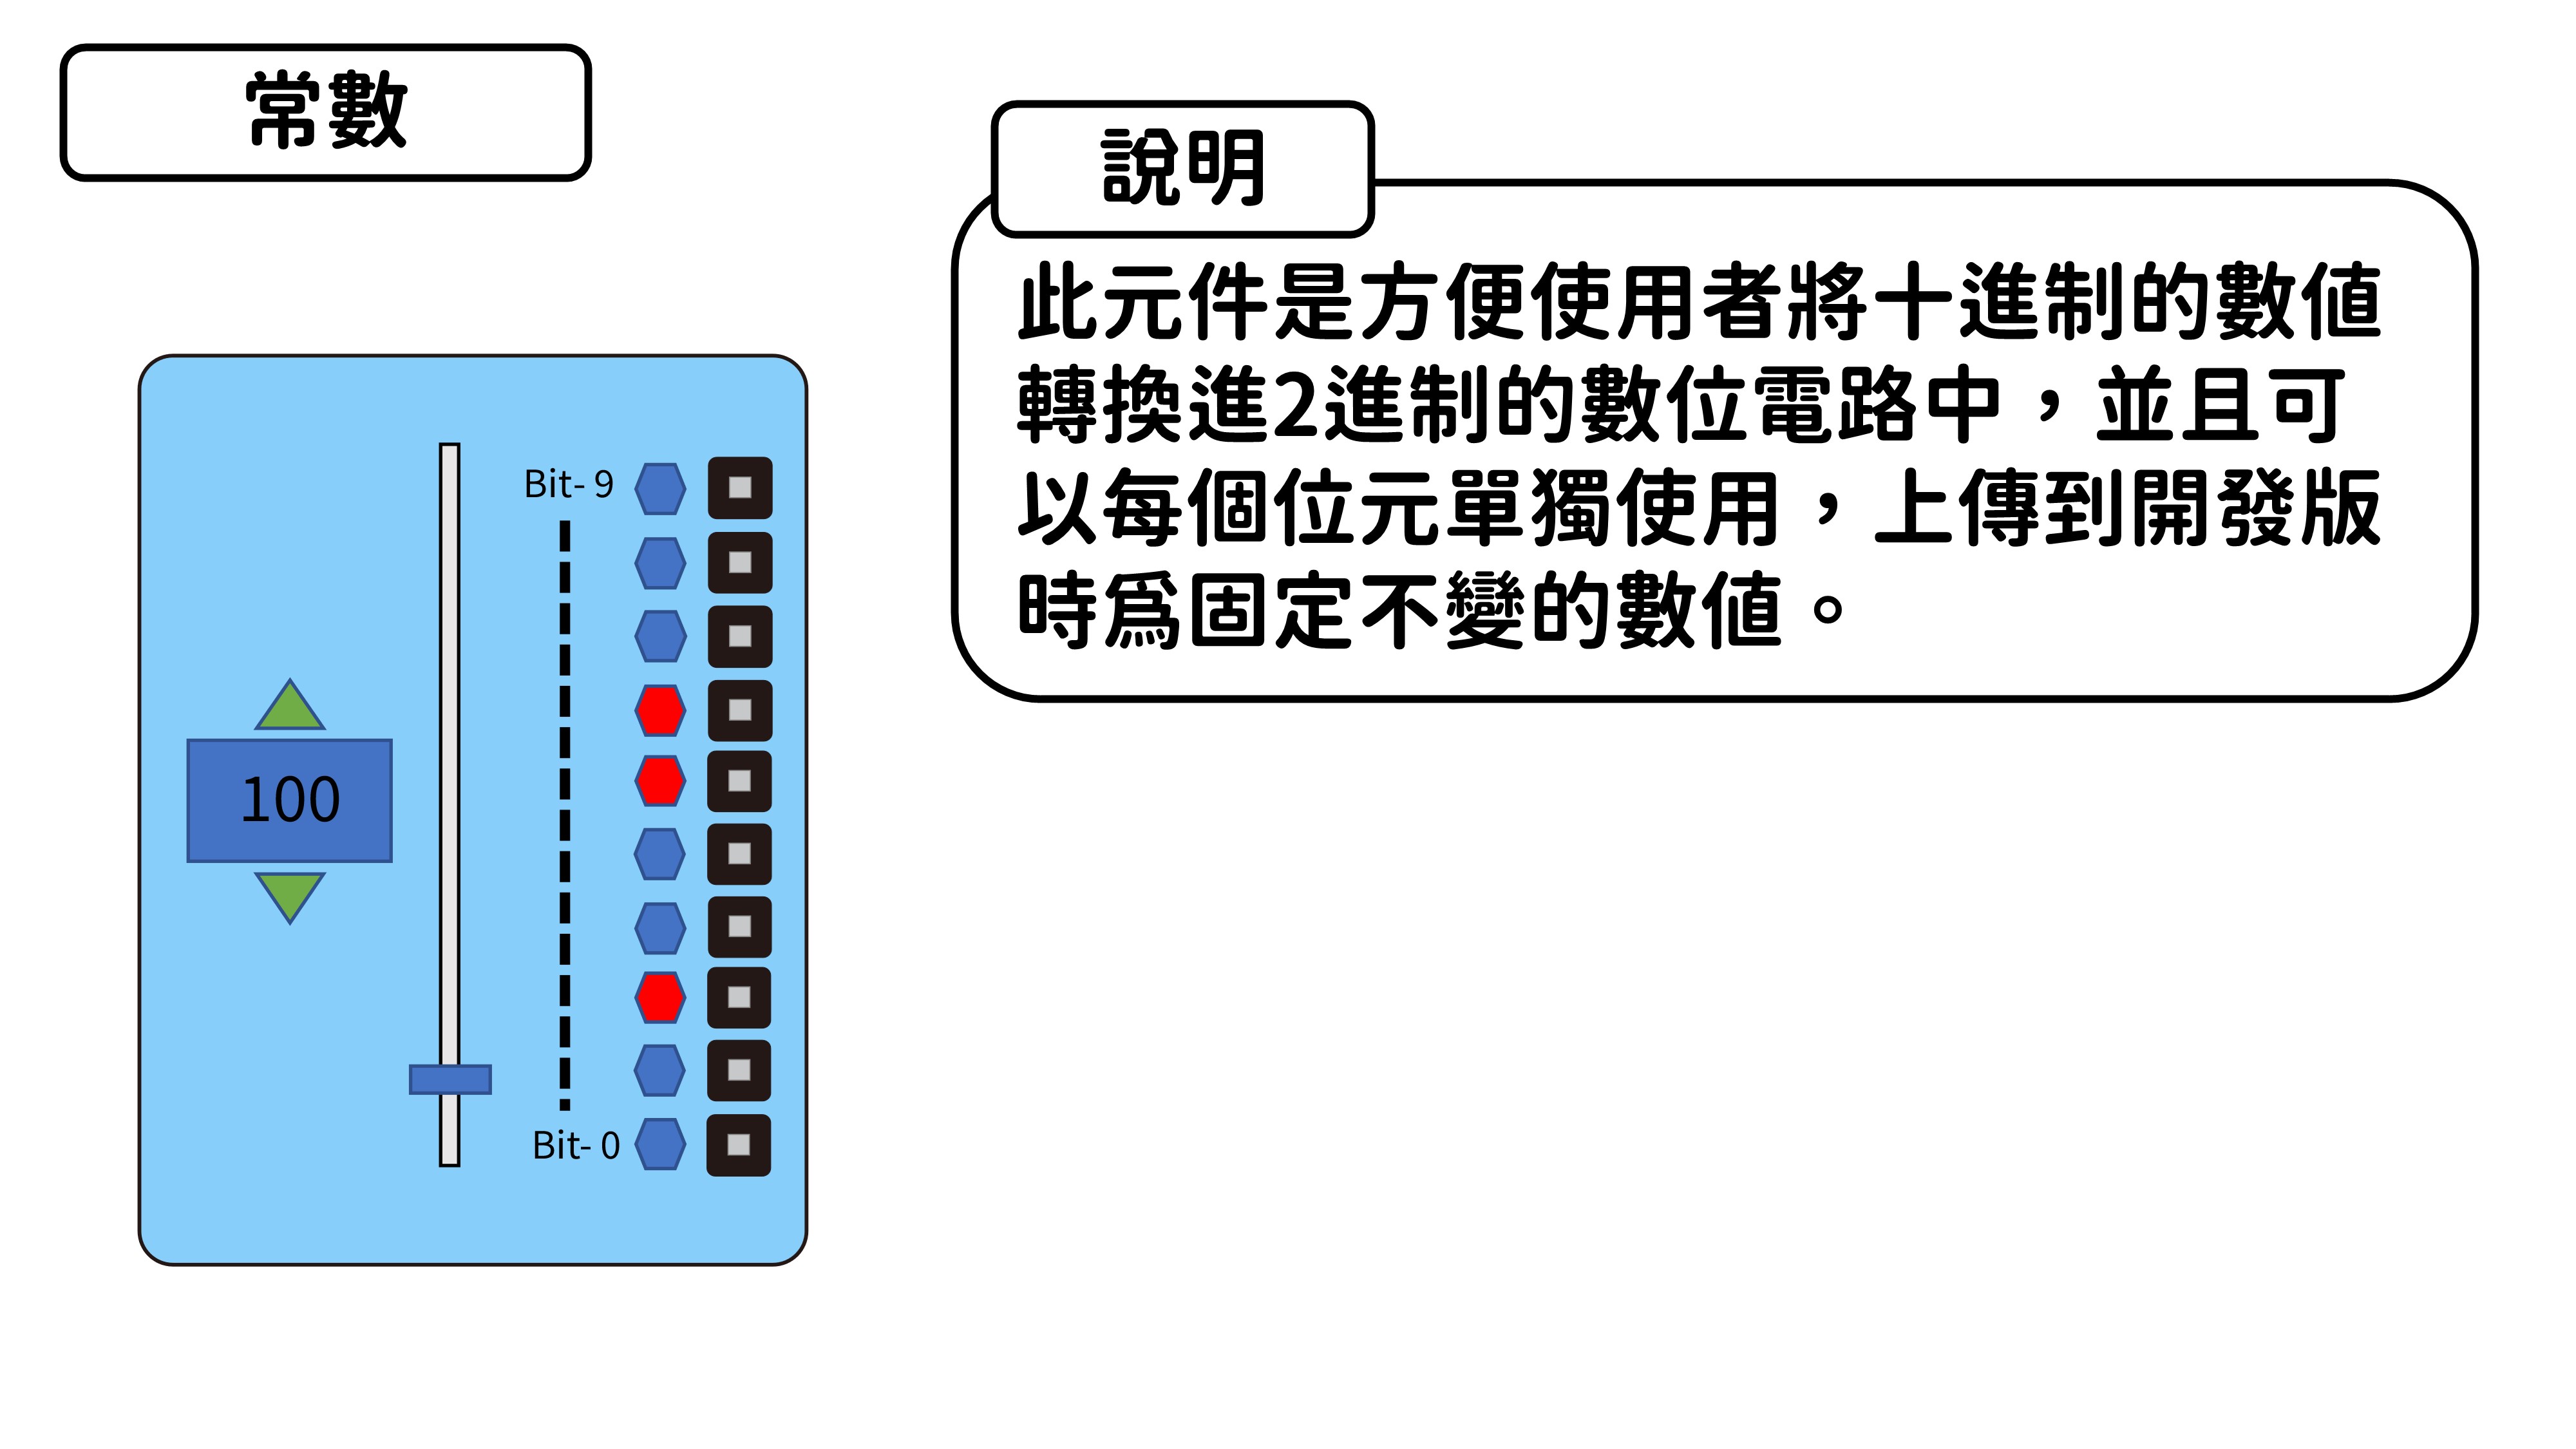 常數
說明
此元件是方便使用者將十進制的數值
轉換進2進制的數位電路中，並且可
以每個位元單獨使用，上傳到開發版
時爲固定不變的數值。
Bit- 9
100
Bit- 0